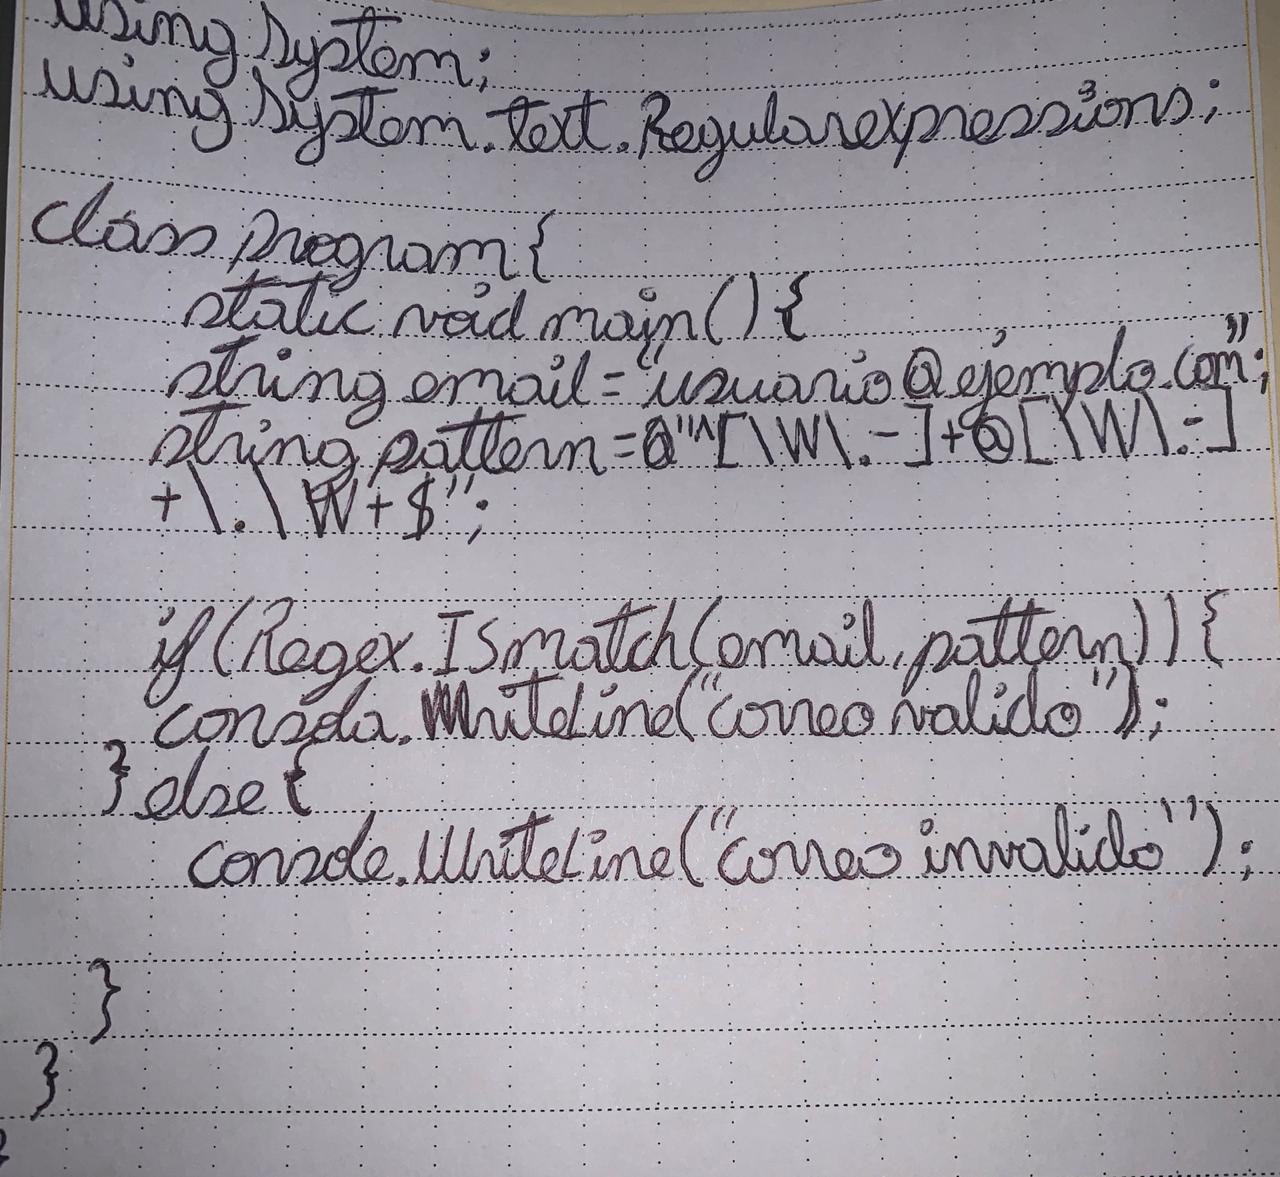 using System;
using System.text.Regularexpressions;
class program{
static void main(){
string email="usuario@ejemplo.com";
string pattern=@"^[\W\.-]+@[\W\.-]
+\.\W+$";
if(Regex.ISmatch(email,pattern)){
console.WriteLine("correo valido");
}else{
console.WriteLine("correo invalido");
}
}